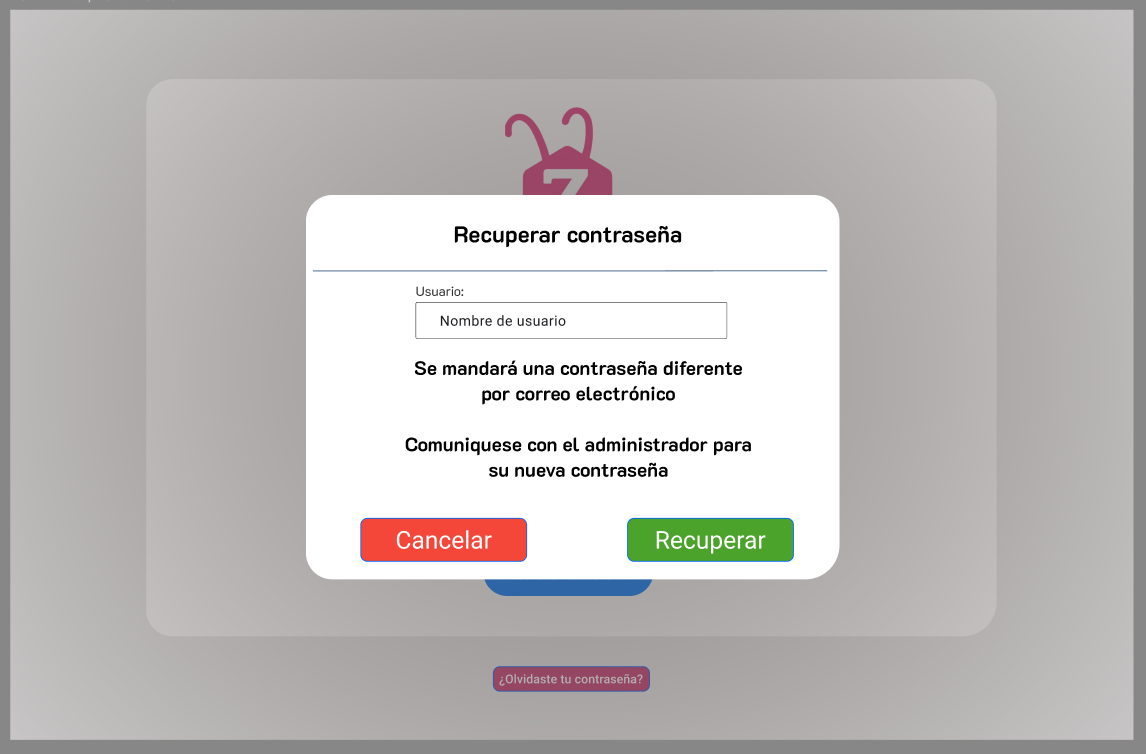 Z
Recuperar contraseña
Usuario:
Nombre de usuario
Se mandará una contraseña diferente
por correo electrónico
Comuniquese con el administrador para
su nueva contraseña
Cancelar
Recuperar
¿Olvidaste tu contraseña?